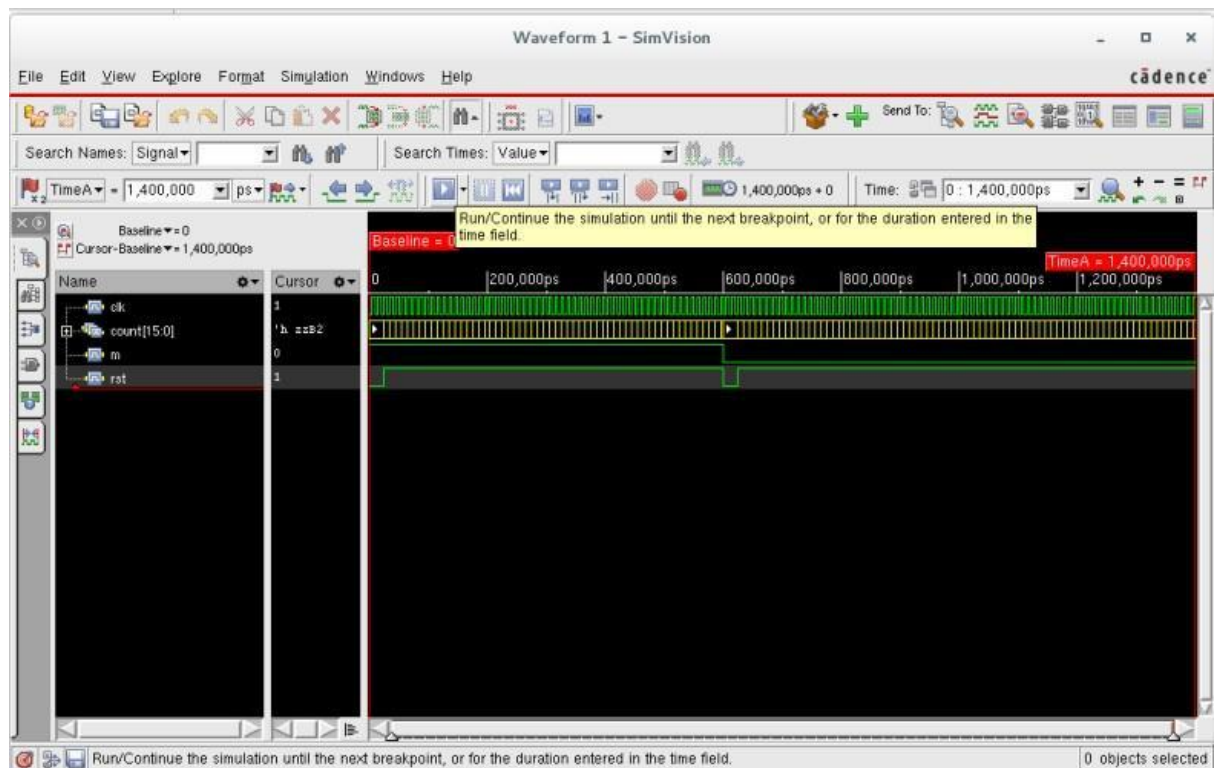 Waveform 1 - SimVision
File Edit View Explore Format Simulation Windows Help
cādence
Send To:
Search Names: Signal
Search Times: Value
TimeA = 1,400,000 ps
1,400,000ps + 0
Time: 0 : 1,400,000ps
Run/Continue the simulation until the next breakpoint, or for the duration entered in the
time field.
Baseline = 0
Cursor-Baseline = 1,400,000ps
Baseline = 0
TimeA = 1,400,000ps
Name Cursor
0 200,000ps 400,000ps 600,000ps 800,000ps 1,000,000ps 1,200,000ps
clk 1
count[15:0] 'h zzB2
m 0
rst 1
Run/Continue the simulation until the next breakpoint, or for the duration entered in the time field.
0 objects selected